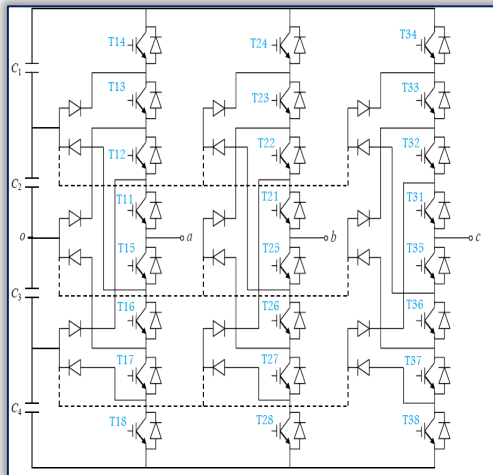 T14 T24 T34
C1
T13 T23 T33
T12 T22 T32
C2
T11 T21 T31
o a b c
T15 T25 T35
C3
T16 T26 T36
T17 T27 T37
C4
T18 T28 T38